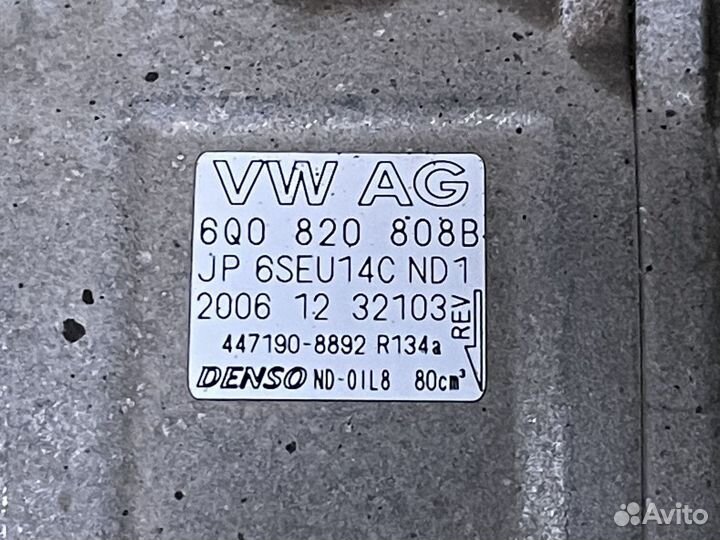 VW AG
6Q0 820 808B
JP 6SEU14C ND1
2006 12 32103
REV
447190-8892 R134a
DENSO ND-OIL8 80cm³
Avito